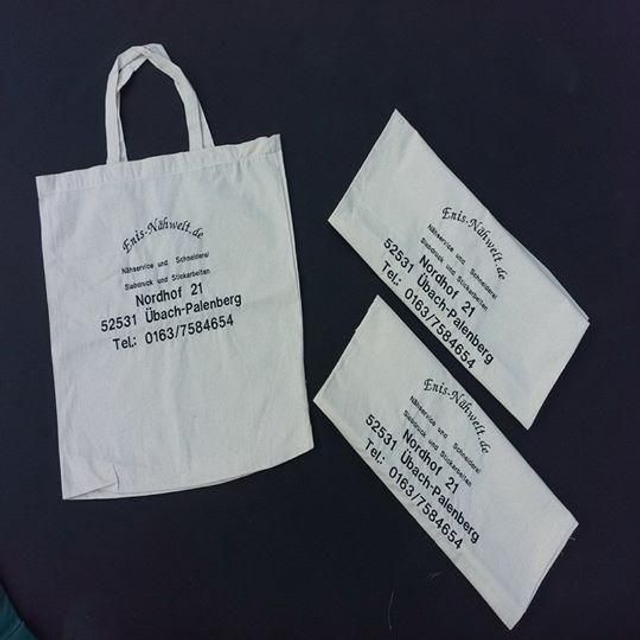 Enis-Nähwelt.de
Nähservice und Schneiderei
Siebdruck und Stickarbeiten
Nordhof 21
52531 Übach-Palenberg
Tel.: 0163/7584654
Enis-Nähwelt.de
Nähservice und Schneiderei
Siebdruck und Stickarbeiten
Nordhof 21
52531 Übach-Palenberg
Tel.: 0163/7584654
Enis-Nähwelt.de
Nähservice und Schneiderei
Siebdruck und Stickarbeiten
Nordhof 21
52531 Übach-Palenberg
Tel.: 0163/7584654